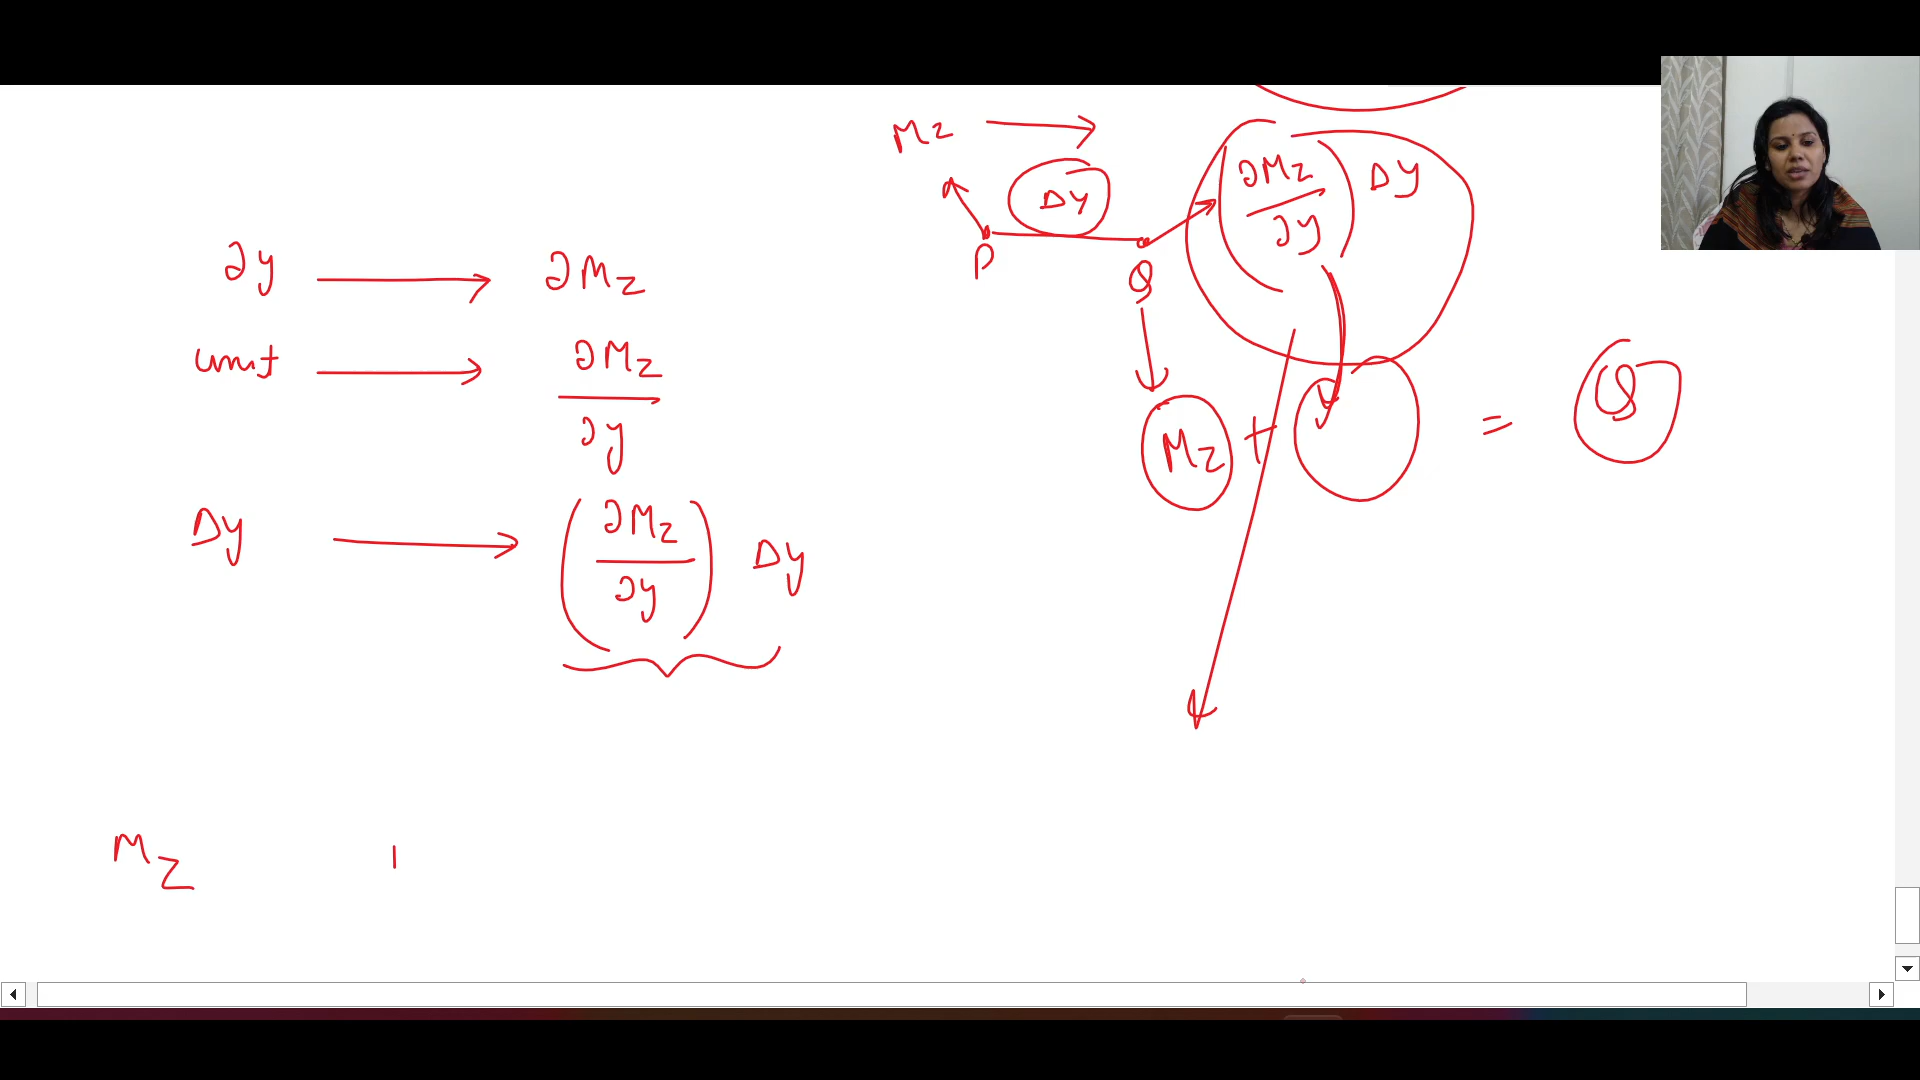 ∂y → ∂Mz
unit → ∂Mz/∂y
Δy → (∂Mz/∂y) Δy
Mz →
Δy
P
Q
(∂Mz/∂y) Δy
Mz + = Q
Mz I